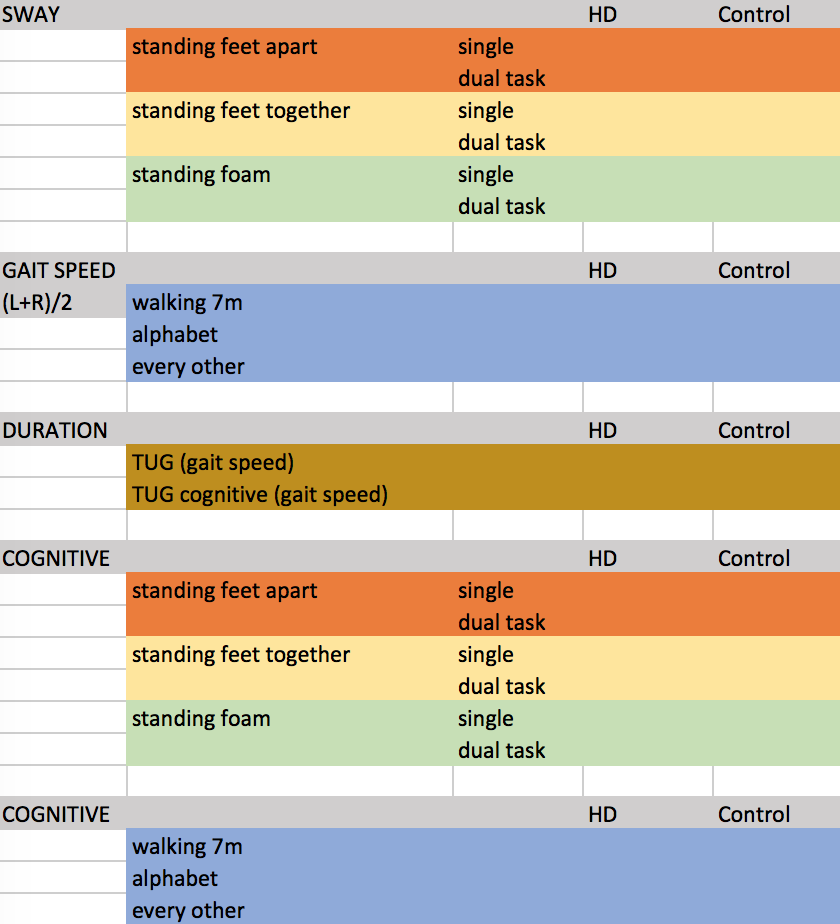 SWAY HD Control
standing feet apart single
dual task
standing feet together single
dual task
standing foam single
dual task
GAIT SPEED HD Control
(L+R)/2 walking 7m
alphabet
every other
DURATION HD Control
TUG (gait speed)
TUG cognitive (gait speed)
COGNITIVE HD Control
standing feet apart single
dual task
standing feet together single
dual task
standing foam single
dual task
COGNITIVE HD Control
walking 7m
alphabet
every other